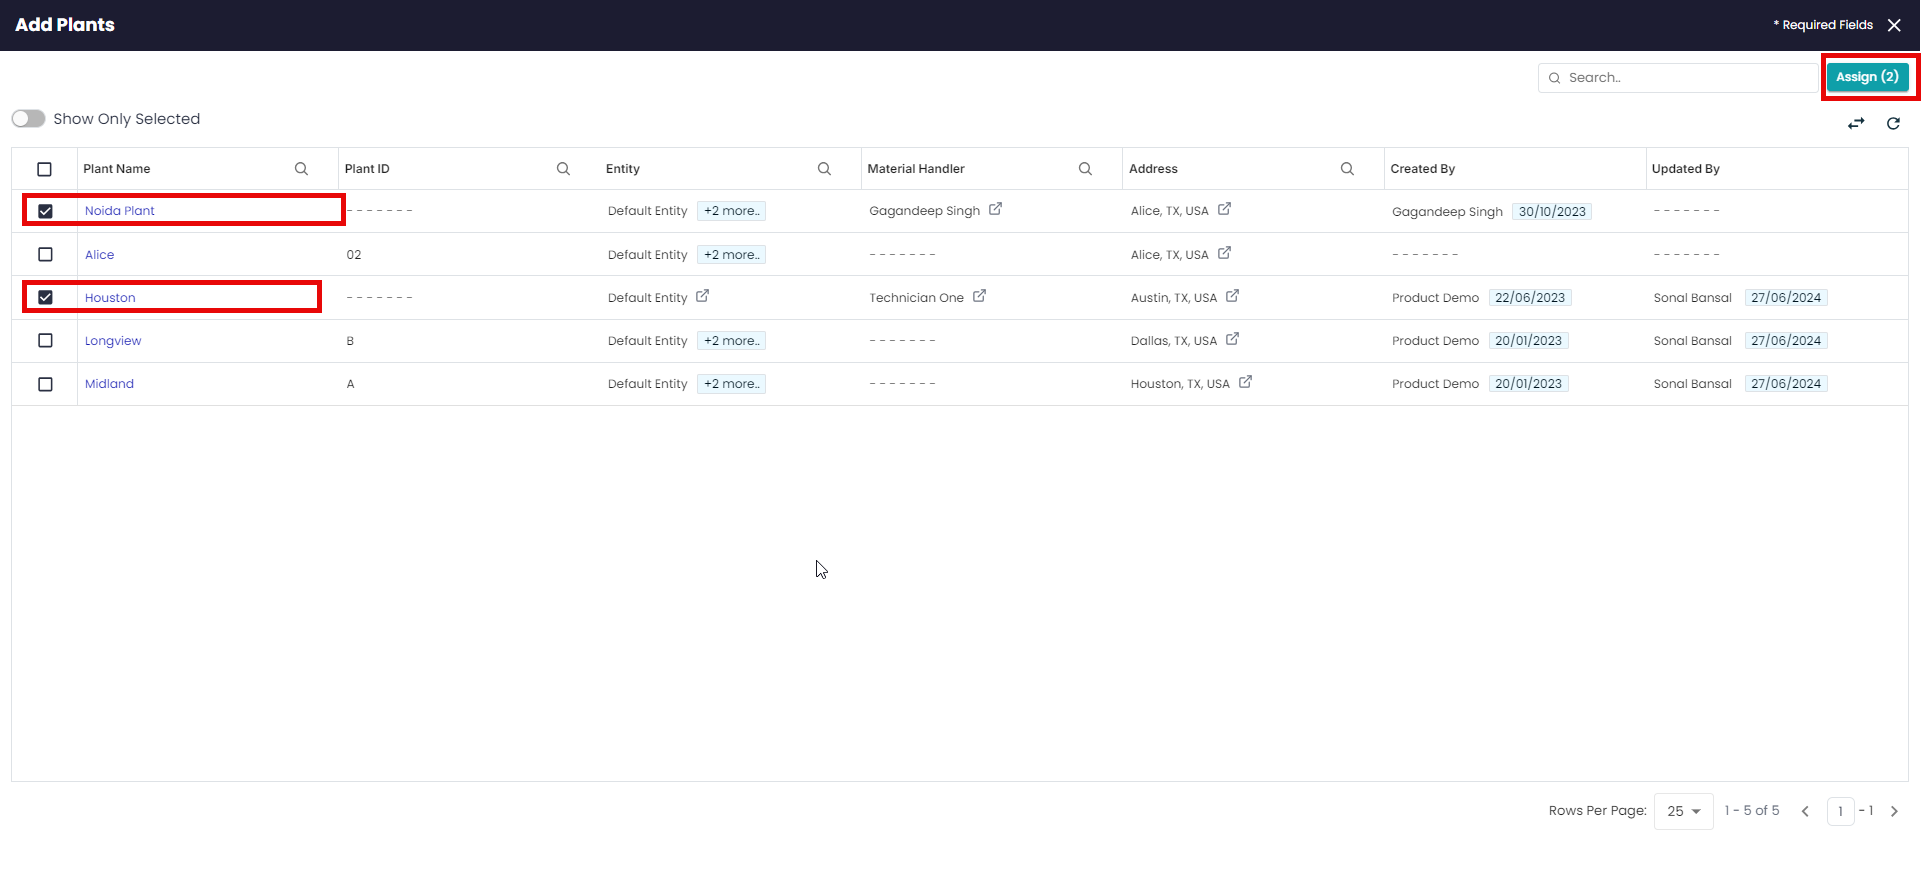 Add Plants
* Required Fields
Search..
Assign (2)
Show Only Selected
Plant Name Plant ID Entity Material Handler Address Created By Updated By
Noida Plant - - - - - - - Default Entity +2 more.. Gagandeep Singh Alice, TX, USA Gagandeep Singh 30/10/2023 - - - - - - -
Alice 02 Default Entity +2 more.. - - - - - - - Alice, TX, USA - - - - - - - - - - - - - -
Houston - - - - - - - Default Entity Technician One Austin, TX, USA Product Demo 22/06/2023 Sonal Bansal 27/06/2024
Longview B Default Entity +2 more.. - - - - - - - Dallas, TX, USA Product Demo 20/01/2023 Sonal Bansal 27/06/2024
Midland A Default Entity +2 more.. - - - - - - - Houston, TX, USA Product Demo 20/01/2023 Sonal Bansal 27/06/2024
Rows Per Page: 25 1 - 5 of 5 1 - 1